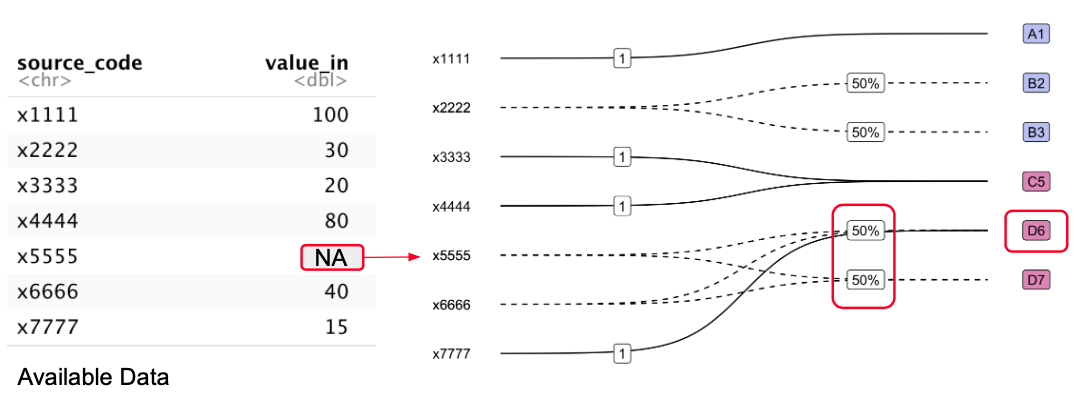 source_code value_in
<chr> <dbl>
x1111 100
x2222 30
x3333 20
x4444 80
x5555 NA
x6666 40
x7777 15
Available Data
x1111 1 A1
x2222 50% B2
50% B3
x3333 1 C5
x4444 1
x5555 50% D6
x6666 50% D7
x7777 1